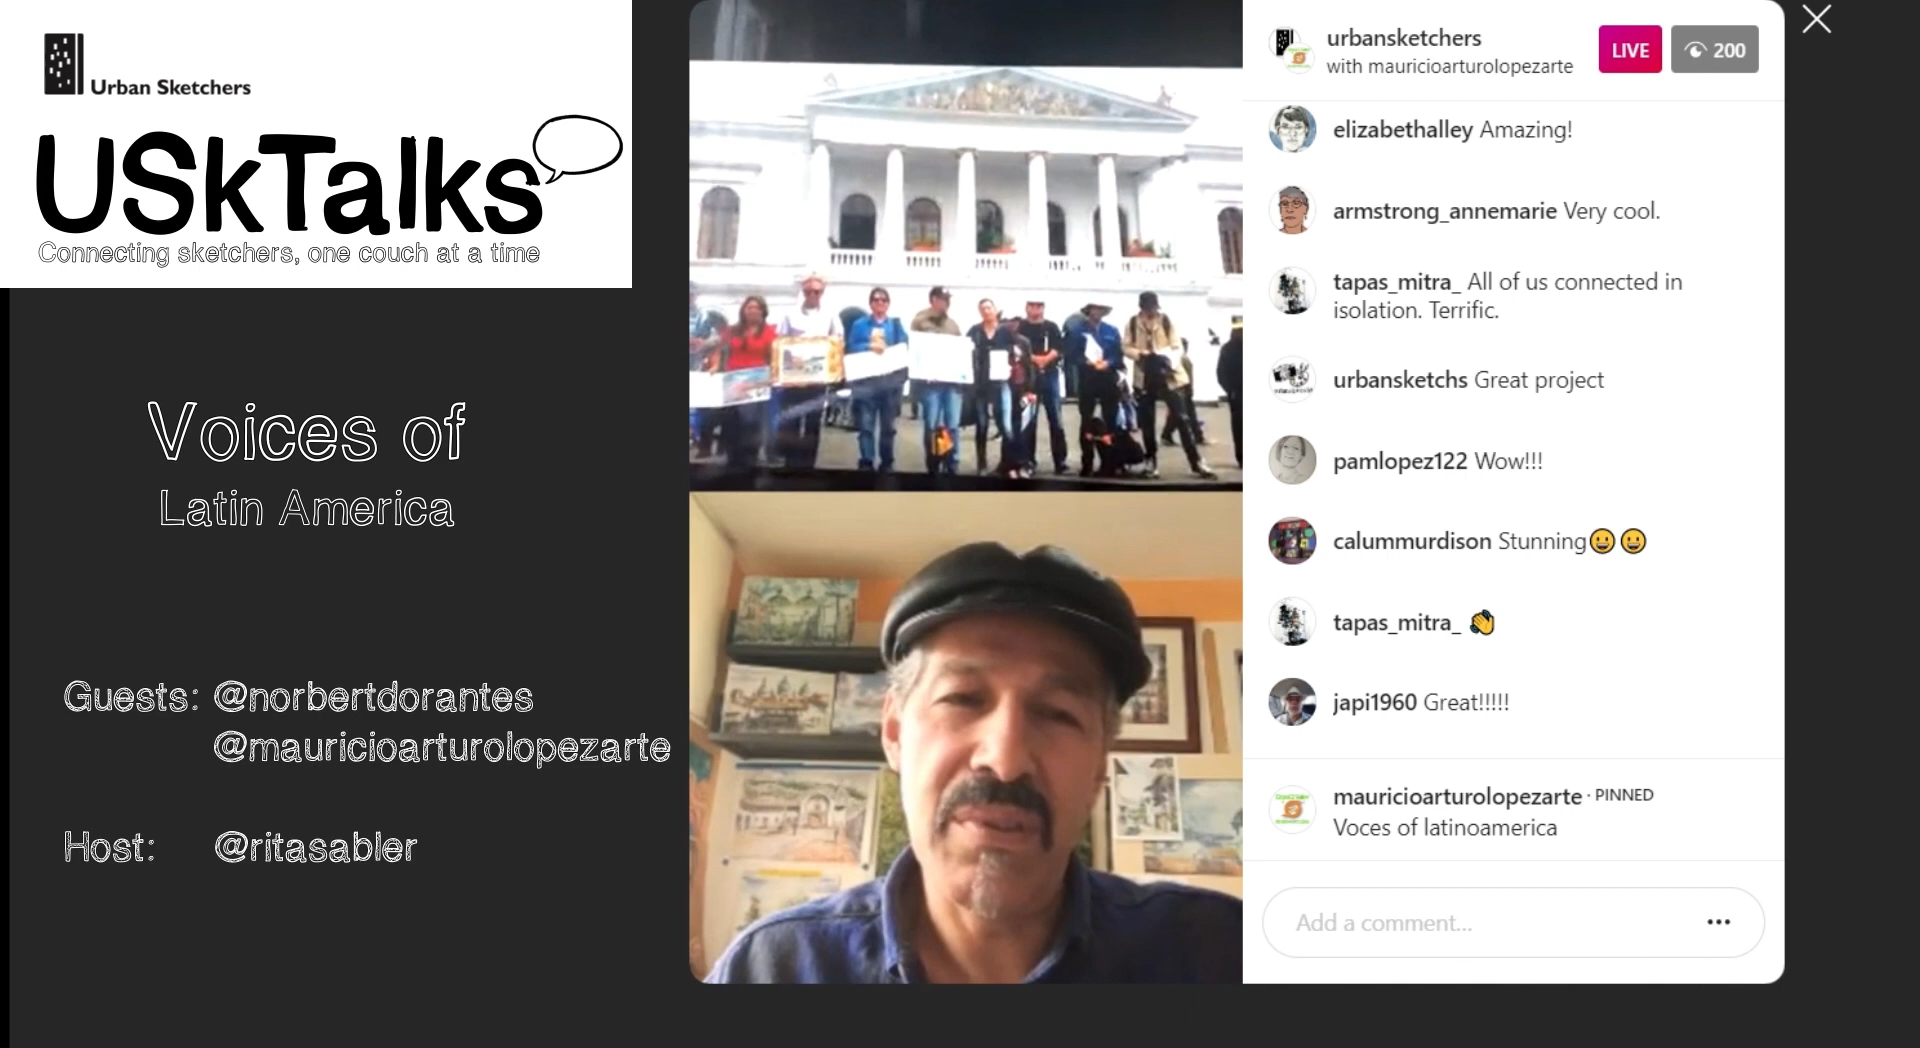 Urban Sketchers
USkTalks
Connecting sketchers, one couch at a time
Voices of
Latin America
Guests: @norbertdorantes
@mauricioarturolopezarte
Host: @ritasabler
urbansketchers
with mauricioarturolopezarte
LIVE
200
elizabethalley Amazing!
armstrong_annemarie Very cool.
tapas_mitra_ All of us connected in
isolation. Terrific.
urbansketchs Great project
pamlopez122 Wow!!!
calummurdison Stunning😀😀
tapas_mitra_ 👏
japi1960 Great!!!!!
mauricioarturolopezarte · PINNED
Voces of latinoamerica
Add a comment...